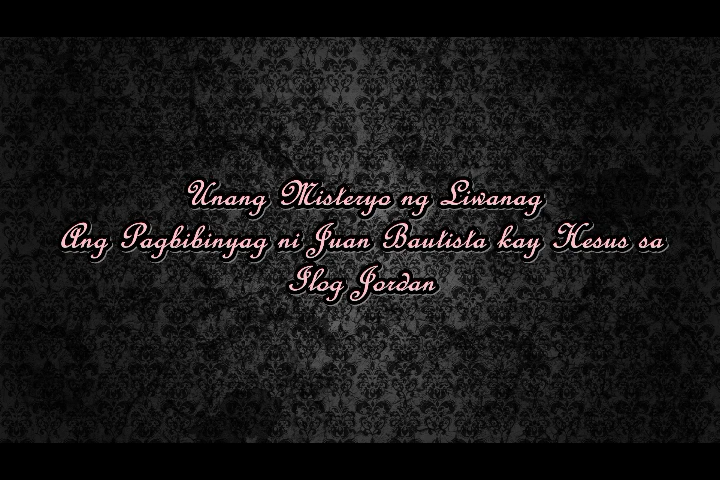 Unang Misteryo ng Liwanag
Ang Pagbibinyag ni Juan Bautista kay Hesus sa
Ilog Jordan